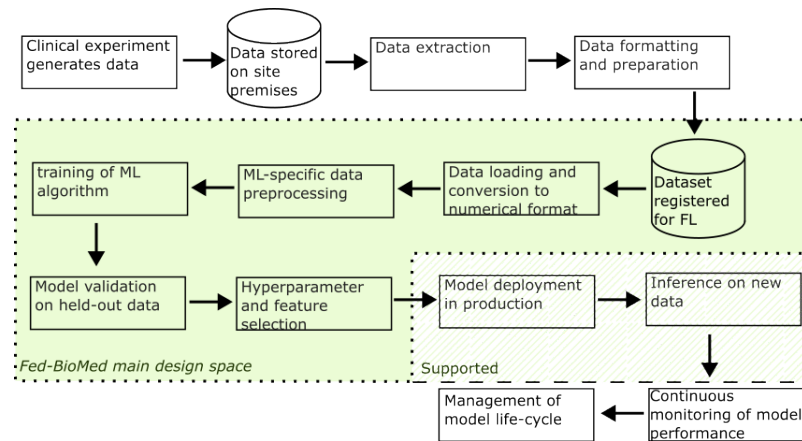 Clinical experiment
generates data
Data stored
on site
premises
Data extraction
Data formatting
and preparation
training of ML
algorithm
ML-specific data
preprocessing
Data loading and
conversion to
numerical format
Dataset
registered
for FL
Model validation
on held-out data
Hyperparameter
and feature
selection
Model deployment
in production
Inference on new
data
Fed-BioMed main design space
Supported
Management of
model life-cycle
Continuous
monitoring of model
performance